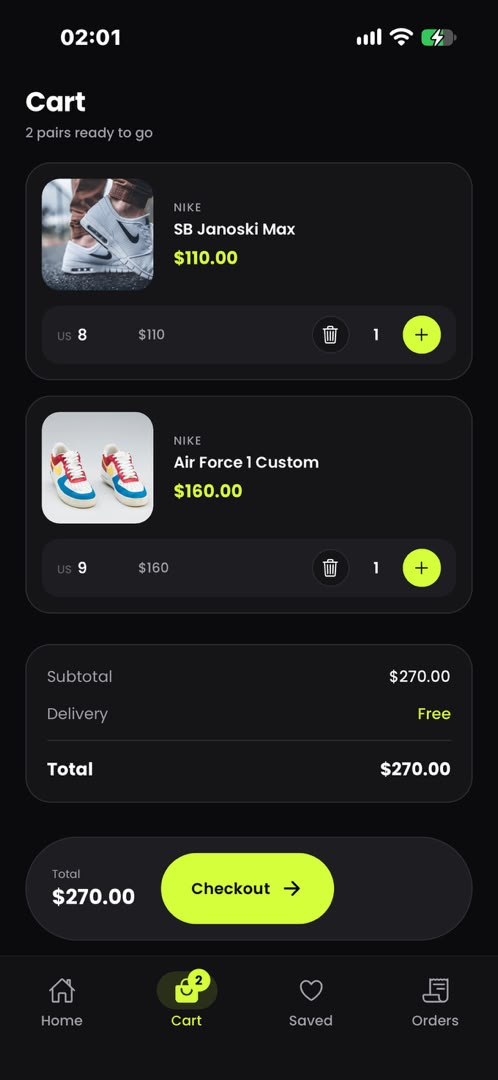 02:01
Cart
2 pairs ready to go
NIKE
SB Janoski Max
$110.00
US 8 $110 1
NIKE
Air Force 1 Custom
$160.00
US 9 $160 1
Subtotal $270.00
Delivery Free
Total $270.00
Total
$270.00
Checkout
2
Home Cart Saved Orders